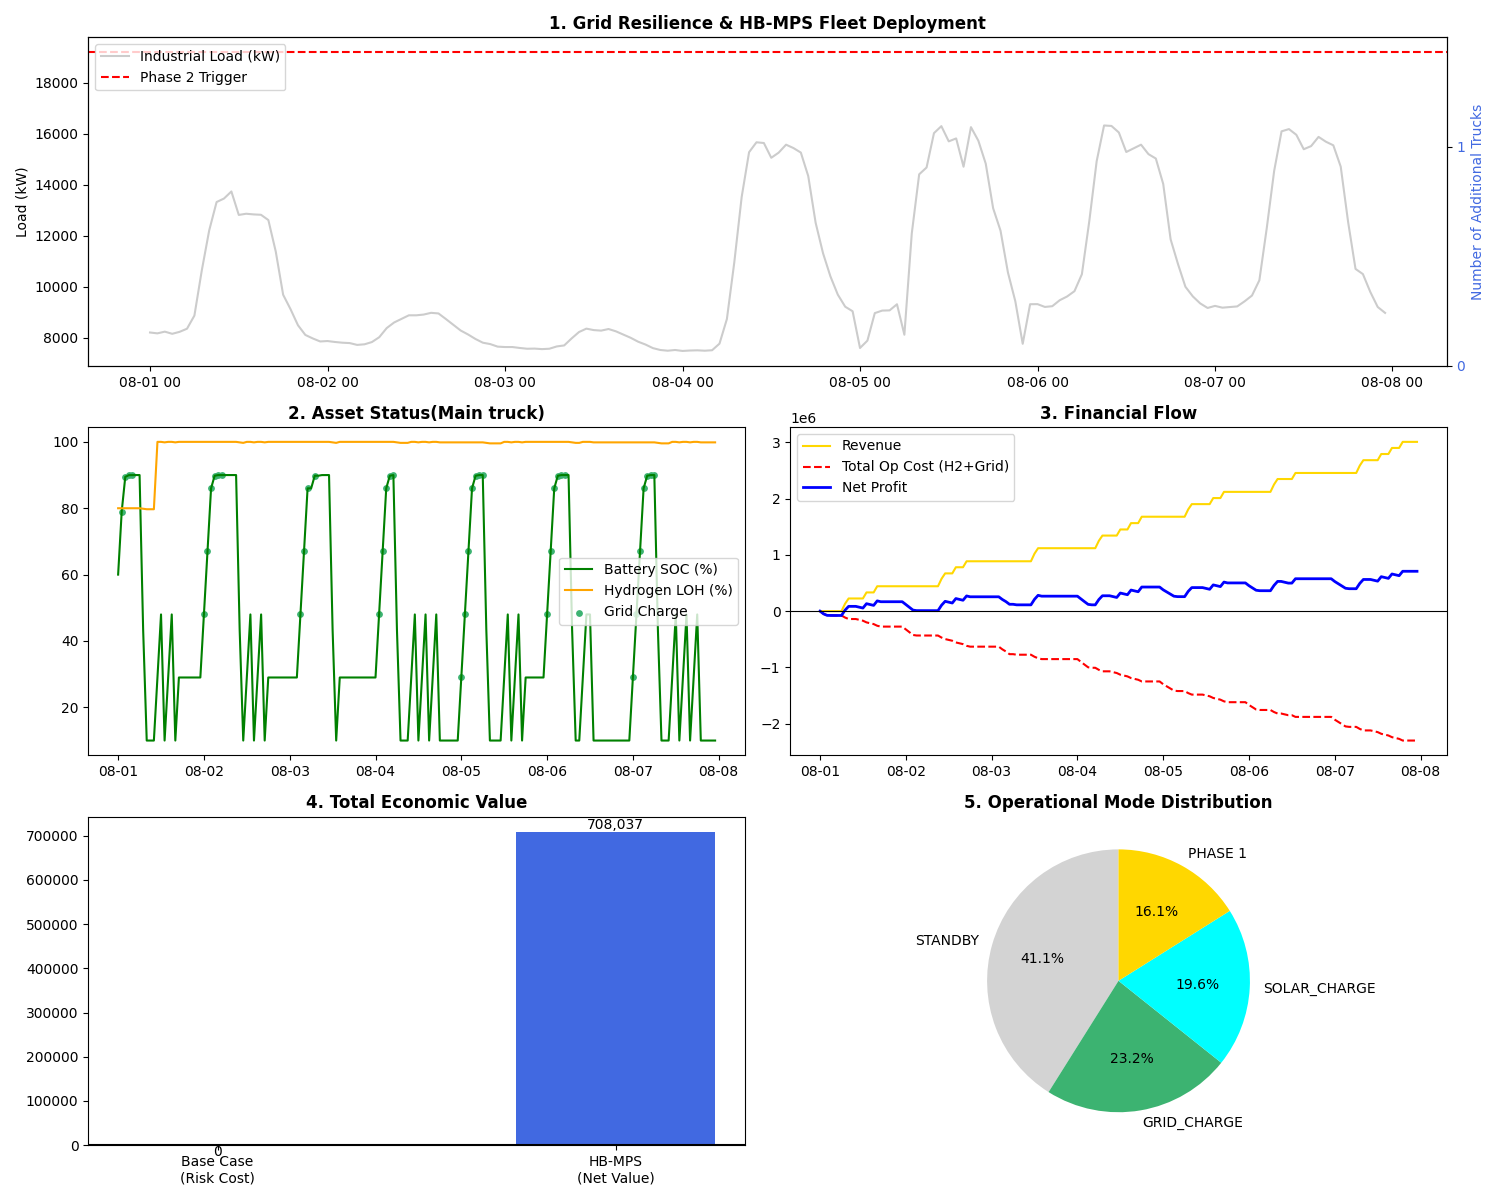 1. Grid Resilience & HB-MPS Fleet Deployment
Industrial Load (kW)
Phase 2 Trigger
Load (kW)
18000
16000
14000
12000
10000
8000
1
0
Number of Additional Trucks
08-01 00
08-02 00
08-03 00
08-04 00
08-05 00
08-06 00
08-07 00
08-08 00
2. Asset Status(Main truck)
100
80
60
40
20
Battery SOC (%)
Hydrogen LOH (%)
Grid Charge
08-01
08-02
08-03
08-04
08-05
08-06
08-07
08-08
3. Financial Flow
1e6
3
2
1
0
−1
−2
Revenue
Total Op Cost (H2+Grid)
Net Profit
08-01
08-02
08-03
08-04
08-05
08-06
08-07
08-08
4. Total Economic Value
700000
600000
500000
400000
300000
200000
100000
0
708,037
0
Base Case
(Risk Cost)
HB-MPS
(Net Value)
5. Operational Mode Distribution
PHASE 1
16.1%
STANDBY
41.1%
SOLAR_CHARGE
19.6%
23.2%
GRID_CHARGE